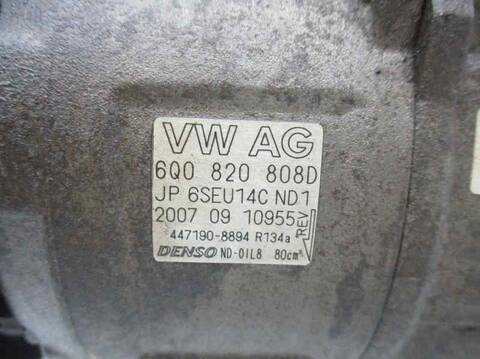 VW AG
6Q0 820 808D
JP 6SEU14C ND1
2007 09 10955
REV
447190-8894 R134a
DENSO ND-OIL8 80cm³